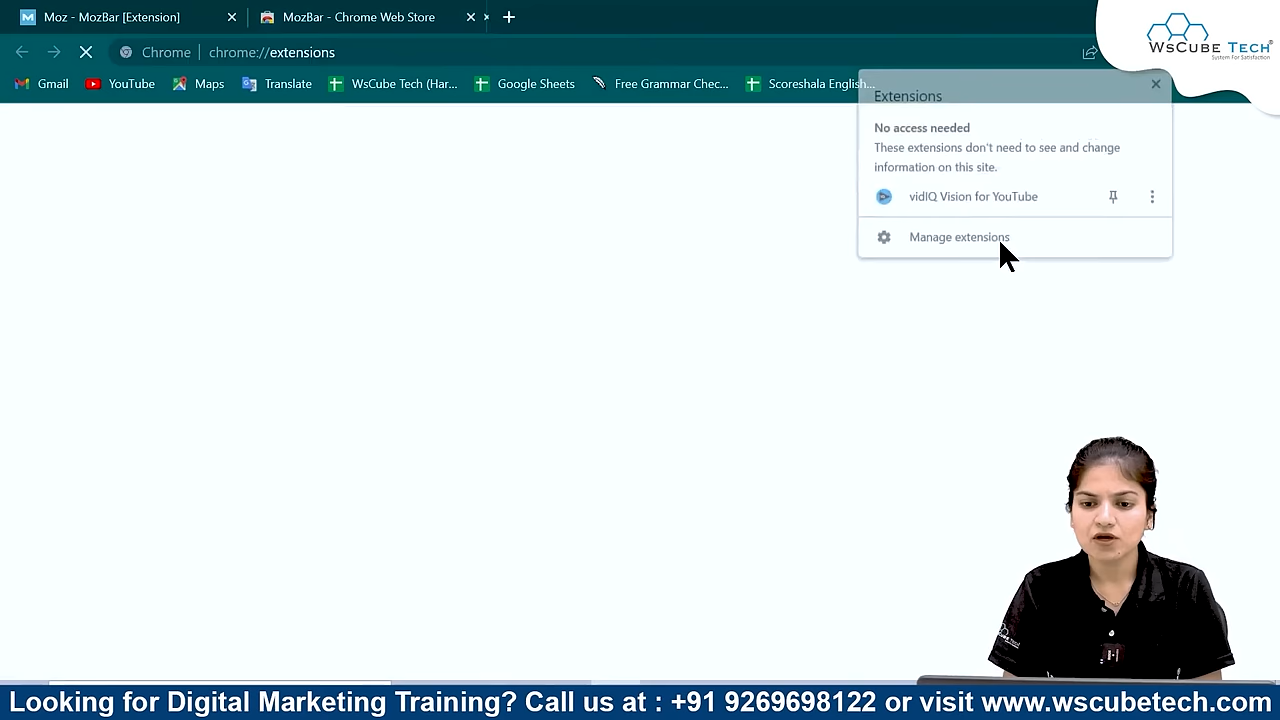 Moz - MozBar [Extension]
MozBar - Chrome Web Store
WsCube Tech®
System For Satisfaction
Chrome | chrome://extensions
Gmail YouTube Maps Translate WsCube Tech (Har... Google Sheets Free Grammar Chec... Scoreshala English...
Extensions
No access needed
These extensions don't need to see and change
information on this site.
vidIQ Vision for YouTube
Manage extensions
Looking for Digital Marketing Training? Call us at : +91 9269698122 or visit www.wscubetech.com